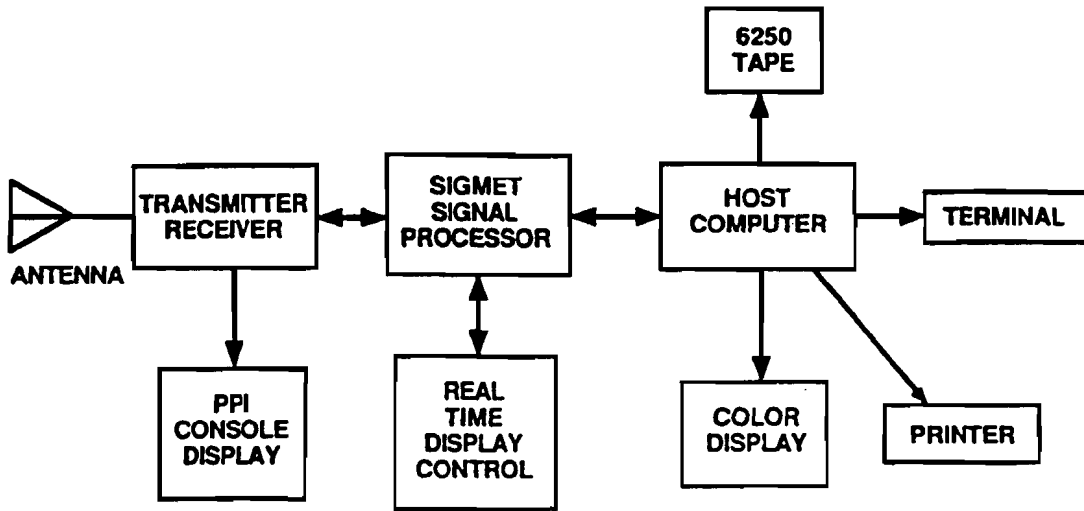 6250
TAPE
TRANSMITTER
RECEIVER
SIGMET
SIGNAL
PROCESSOR
HOST
COMPUTER
TERMINAL
ANTENNA
PPI
CONSOLE
DISPLAY
REAL
TIME
DISPLAY
CONTROL
COLOR
DISPLAY
PRINTER